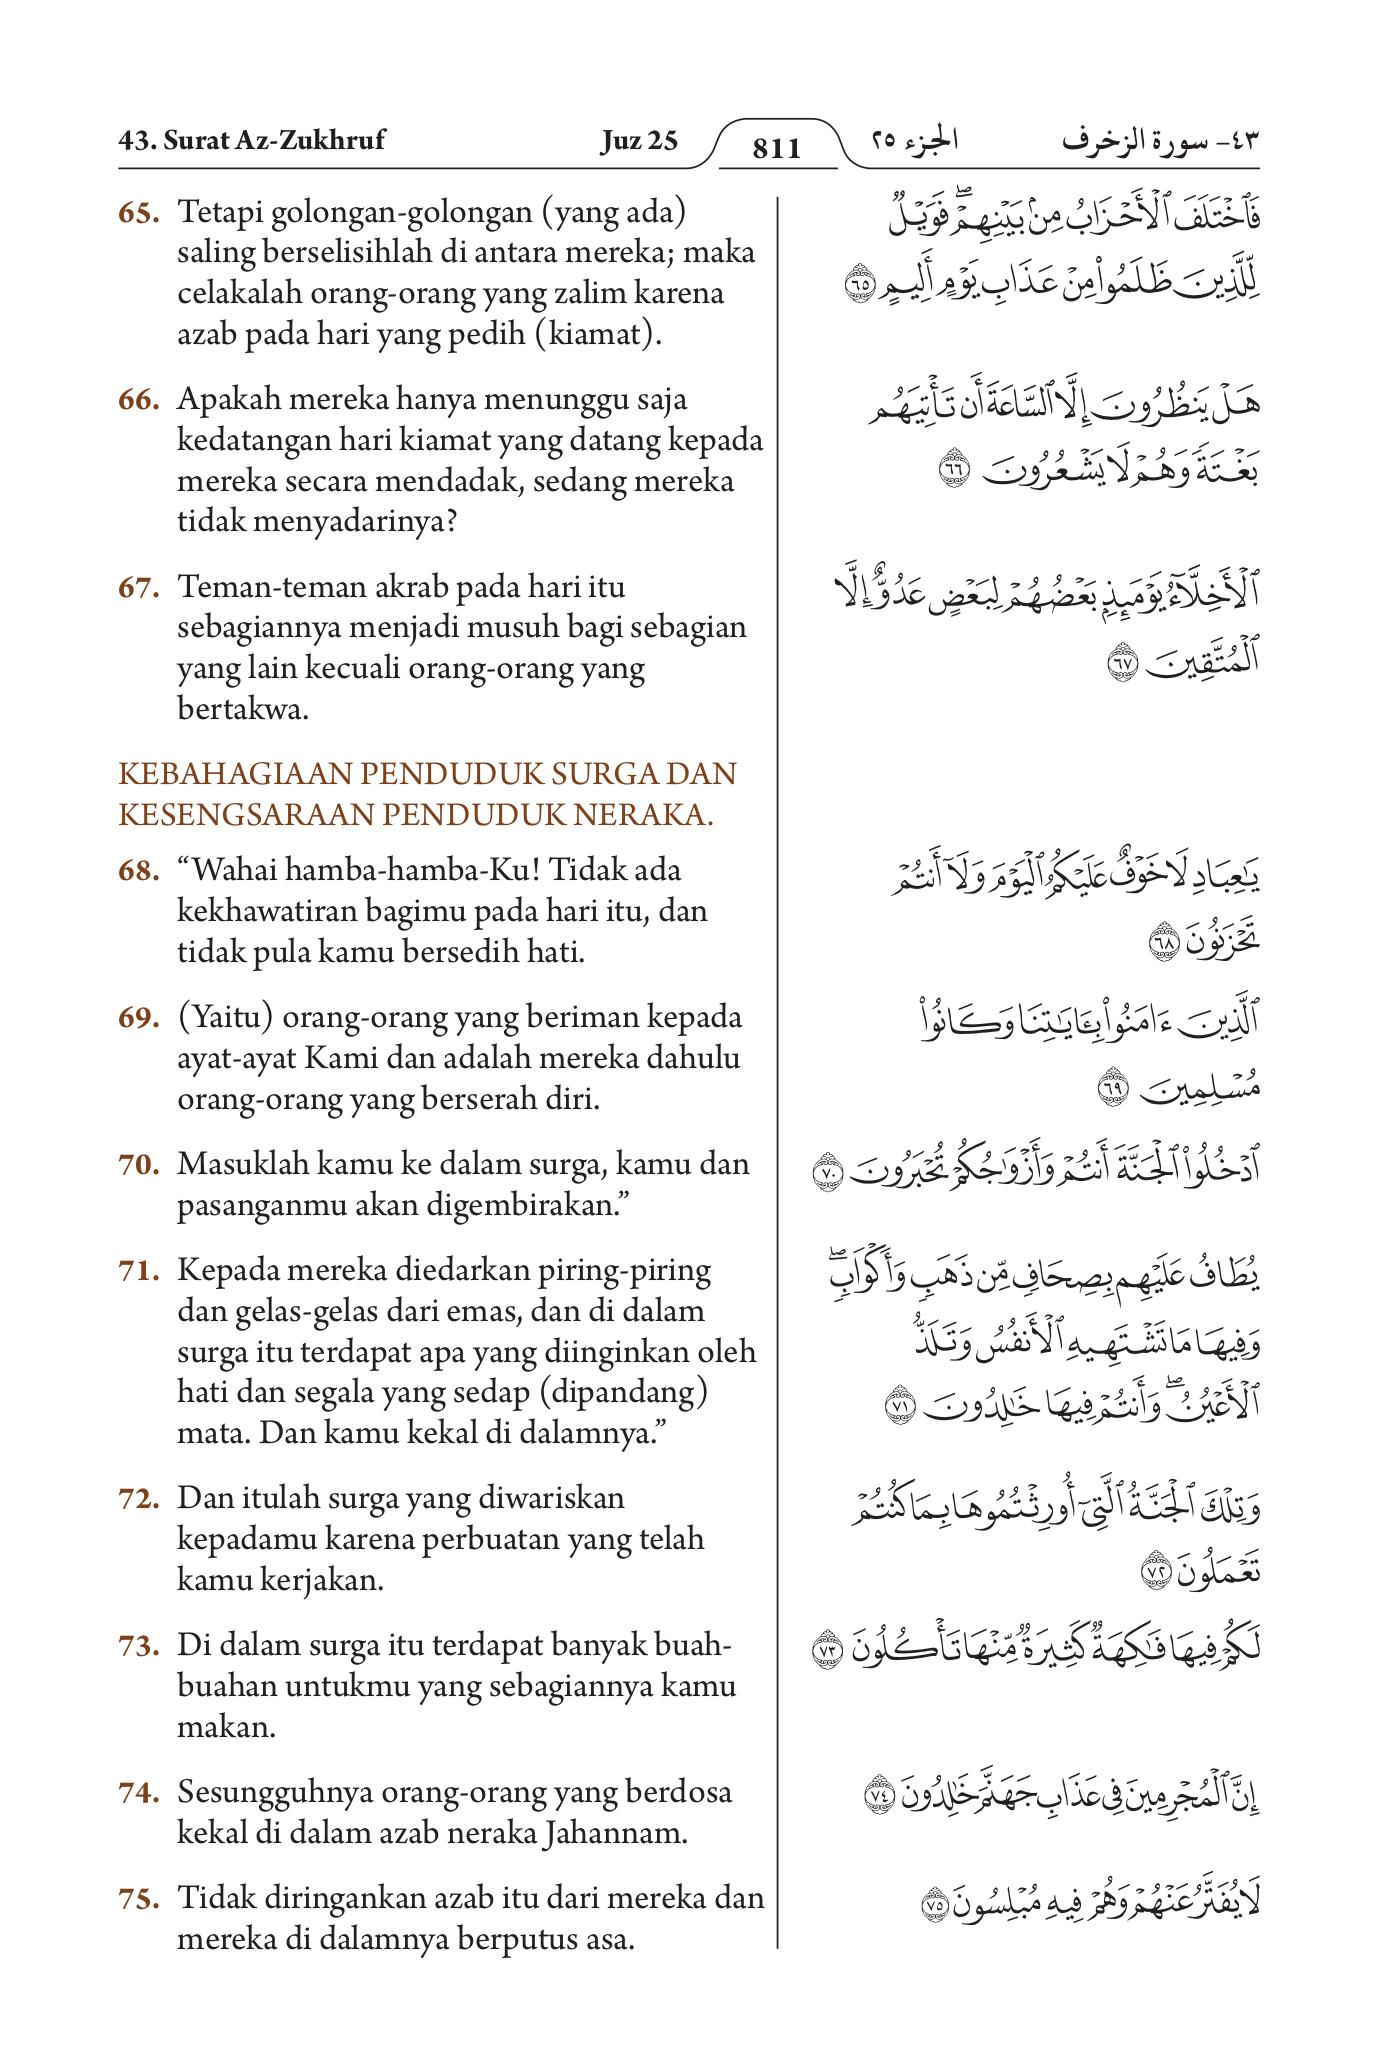 43. Surat Az-Zukhruf
Juz 25
811
الجزء ٢٥
٤٣- سورة الزخرف
65. Tetapi golongan-golongan (yang ada)
saling berselisihlah di antara mereka; maka
celakalah orang-orang yang zalim karena
azab pada hari yang pedih (kiamat).
فَٱخْتَلَفَ ٱلْأَحْزَابُ مِنۢ بَيْنِهِمْ ۖ فَوَيْلٌ
لِّلَّذِينَ ظَلَمُوا۟ مِنْ عَذَابِ يَوْمٍ أَلِيمٍ ٦٥
66. Apakah mereka hanya menunggu saja
kedatangan hari kiamat yang datang kepada
mereka secara mendadak, sedang mereka
tidak menyadarinya?
هَلْ يَنظُرُونَ إِلَّا ٱلسَّاعَةَ أَن تَأْتِيَهُم
بَغْتَةً وَهُمْ لَا يَشْعُرُونَ ٦٦
67. Teman-teman akrab pada hari itu
sebagiannya menjadi musuh bagi sebagian
yang lain kecuali orang-orang yang
bertakwa.
ٱلْأَخِلَّآءُ يَوْمَئِذٍۭ بَعْضُهُمْ لِبَعْضٍ عَدُوٌّ إِلَّا
ٱلْمُتَّقِينَ ٦٧
KEBAHAGIAAN PENDUDUK SURGA DAN
KESENGSARAAN PENDUDUK NERAKA.
68. “Wahai hamba-hamba-Ku! Tidak ada
kekhawatiran bagimu pada hari itu, dan
tidak pula kamu bersedih hati.
يَٰعِبَادِ لَا خَوْفٌ عَلَيْكُمُ ٱلْيَوْمَ وَلَآ أَنتُمْ
تَحْزَنُونَ ٦٨
69. (Yaitu) orang-orang yang beriman kepada
ayat-ayat Kami dan adalah mereka dahulu
orang-orang yang berserah diri.
ٱلَّذِينَ ءَامَنُوا۟ بِـَٔايَٰتِنَا وَكَانُوا۟
مُسْلِمِينَ ٦٩
70. Masuklah kamu ke dalam surga, kamu dan
pasanganmu akan digembirakan.”
ٱدْخُلُوا۟ ٱلْجَنَّةَ أَنتُمْ وَأَزْوَٰجُكُمْ تُحْبَرُونَ ٧٠
71. Kepada mereka diedarkan piring-piring
dan gelas-gelas dari emas, dan di dalam
surga itu terdapat apa yang diinginkan oleh
hati dan segala yang sedap (dipandang)
mata. Dan kamu kekal di dalamnya.”
يُطَافُ عَلَيْهِم بِصِحَافٍ مِّن ذَهَبٍ وَأَكْوَابٍ ۖ
وَفِيهَا مَا تَشْتَهِيهِ ٱلْأَنفُسُ وَتَلَذُّ
ٱلْأَعْيُنُ ۖ وَأَنتُمْ فِيهَا خَٰلِدُونَ ٧١
72. Dan itulah surga yang diwariskan
kepadamu karena perbuatan yang telah
kamu kerjakan.
وَتِلْكَ ٱلْجَنَّةُ ٱلَّتِىٓ أُورِثْتُمُوهَا بِمَا كُنتُمْ
تَعْمَلُونَ ٧٢
73. Di dalam surga itu terdapat banyak buah-
buahan untukmu yang sebagiannya kamu
makan.
لَكُمْ فِيهَا فَٰكِهَةٌ كَثِيرَةٌ مِّنْهَا تَأْكُلُونَ ٧٣
74. Sesungguhnya orang-orang yang berdosa
kekal di dalam azab neraka Jahannam.
إِنَّ ٱلْمُجْرِمِينَ فِى عَذَابِ جَهَنَّمَ خَٰلِدُونَ ٧٤
75. Tidak diringankan azab itu dari mereka dan
mereka di dalamnya berputus asa.
لَا يُفَتَّرُ عَنْهُمْ وَهُمْ فِيهِ مُبْلِسُونَ ٧٥